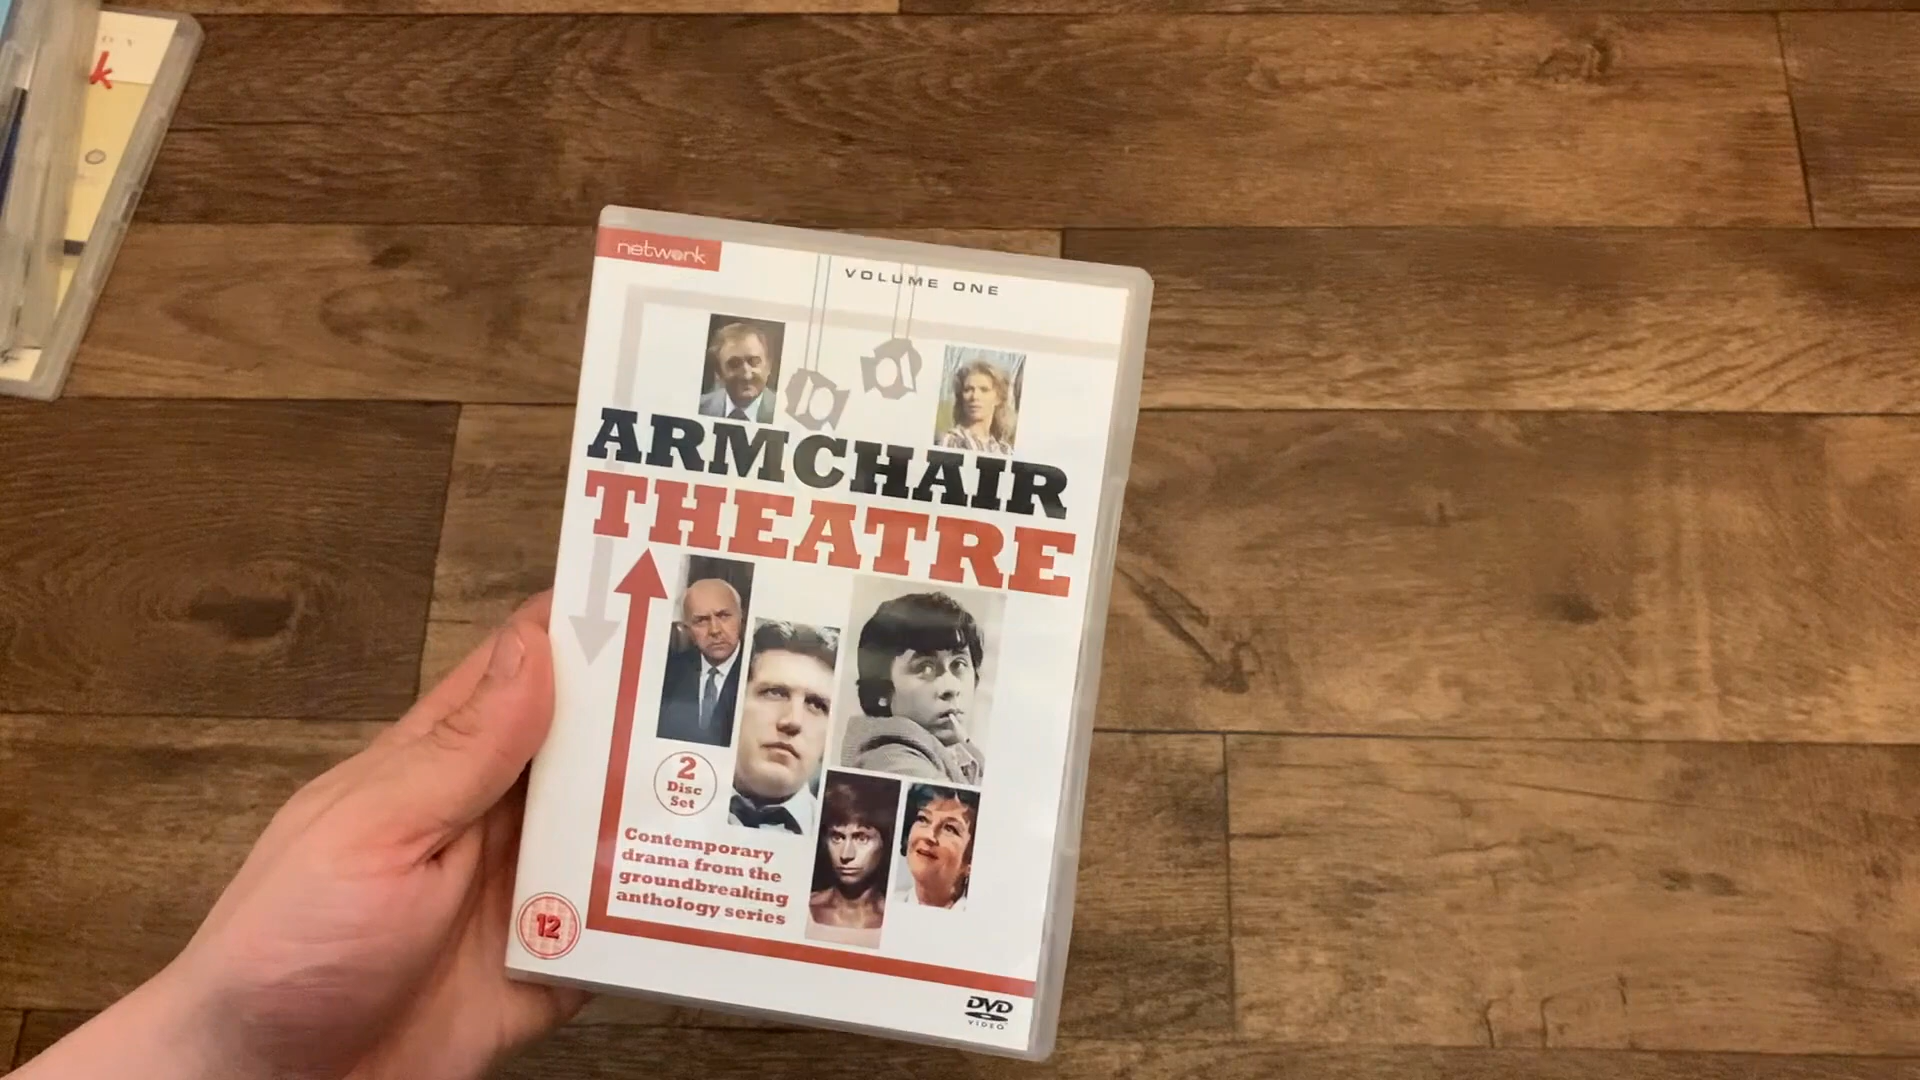 k
network
VOLUME ONE
ARMCHAIR
THEATRE
2
Disc
Set
Contemporary
drama from the
groundbreaking
anthology series
12
DVD
VIDEO